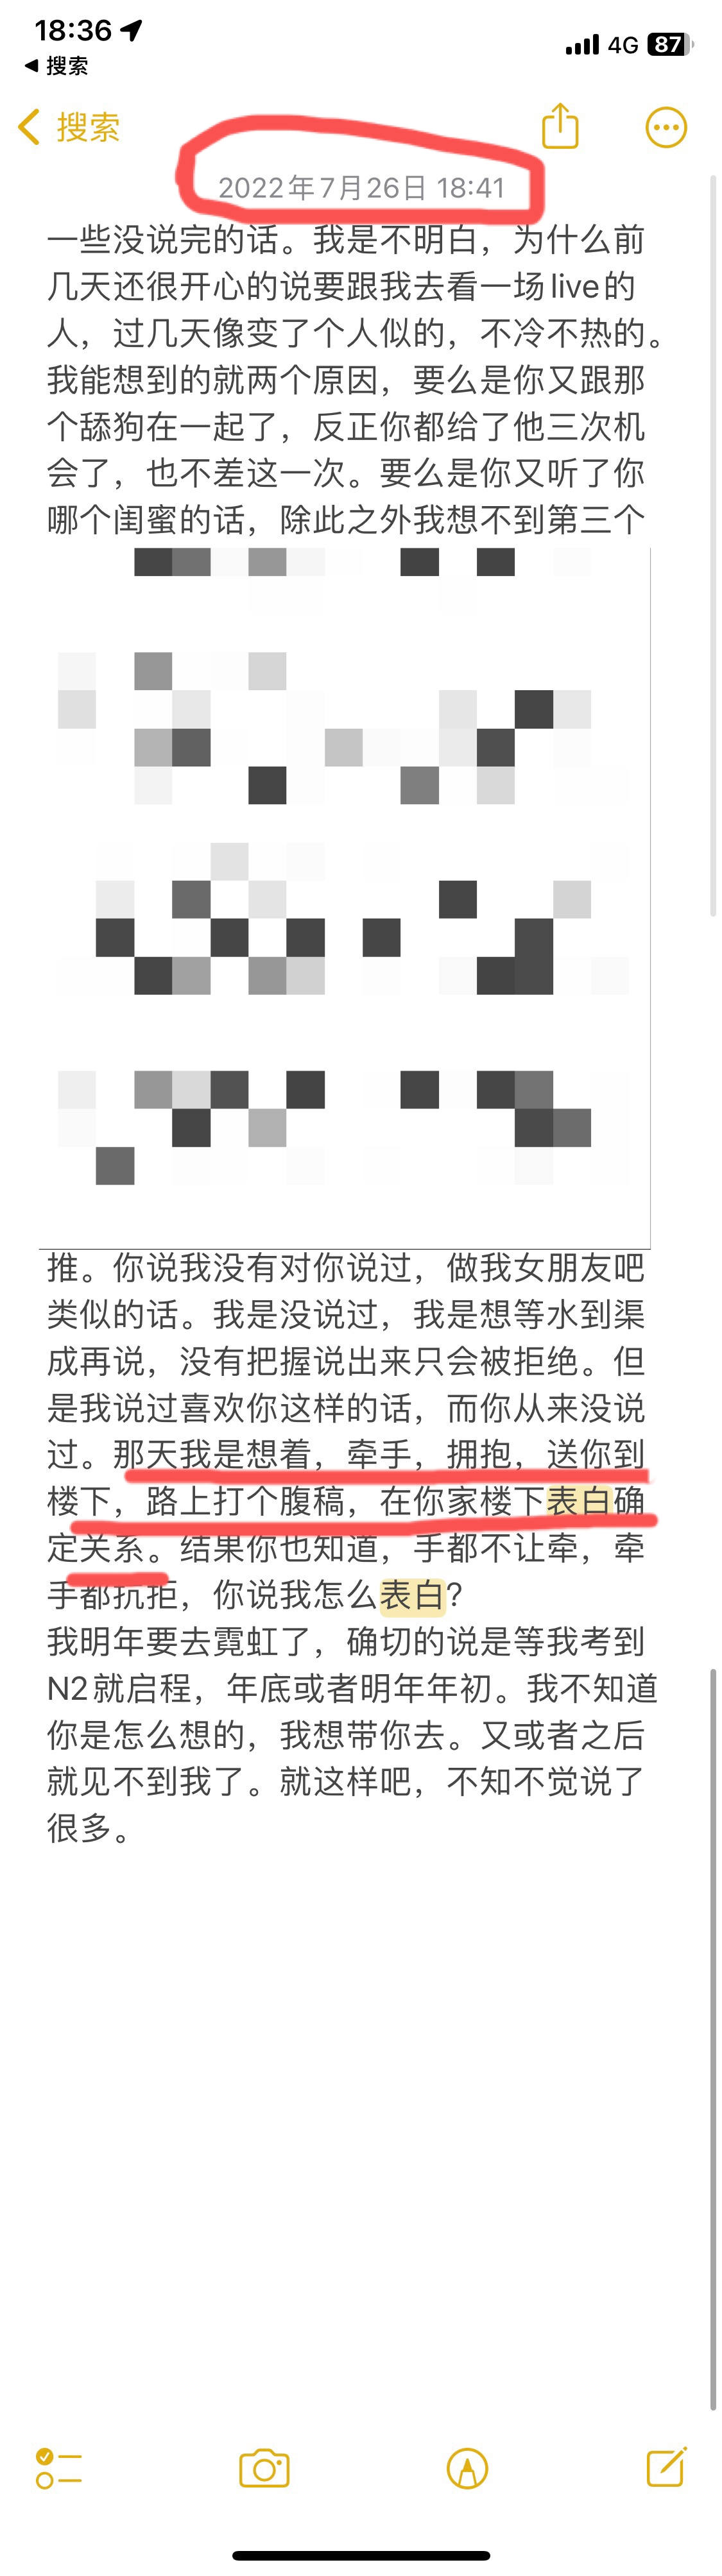 18:36
4G 87
搜索
搜索
2022年7月26日 18:41
一些没说完的话。我是不明白，为什么前
几天还很开心的说要跟我去看一场live的
人，过几天像变了个人似的，不冷不热的。
我能想到的就两个原因，要么是你又跟那
个舔狗在一起了，反正你都给了他三次机
会了，也不差这一次。要么是你又听了你
哪个闺蜜的话，除此之外我想不到第三个
推。你说我没有对你说过，做我女朋友吧
类似的话。我是没说过，我是想等水到渠
成再说，没有把握说出来只会被拒绝。但
是我说过喜欢你这样的话，而你从来没说
过。那天我是想着，牵手，拥抱，送你到
楼下，路上打个腹稿，在你家楼下表白确
定关系。结果你也知道，手都不让牵，牵
手都抗拒，你说我怎么表白?
我明年要去霓虹了，确切的说是等我考到
N2就启程，年底或者明年年初。我不知道
你是怎么想的，我想带你去。又或者之后
就见不到我了。就这样吧，不知不觉说了
很多。